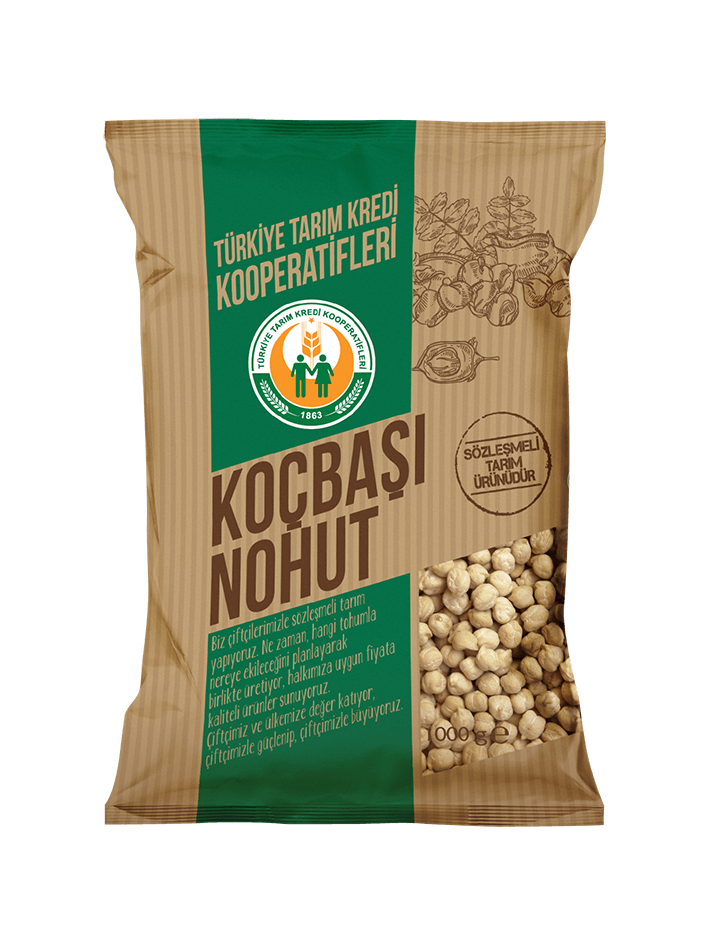 TÜRKİYE TARIM KREDİ
KOOPERATİFLERİ
TÜRKİYE TARIM KREDİ KOOPERATİFLERİ
1863
KOÇBAŞI
NOHUT
SÖZLEŞMELİ
TARIM
ÜRÜNÜDÜR
Biz çiftçilerimizle sözleşmeli tarım
yapıyoruz. Ne zaman, hangi tohumla
nereye ekileceğini planlayarak
birlikte üretiyor, halkımıza uygun fiyata
kaliteli ürünler sunuyoruz.
Çiftçimiz ve ülkemize değer katıyor,
çiftçimizle güçlenip, çiftçimizle büyüyoruz.
1000 g ℮